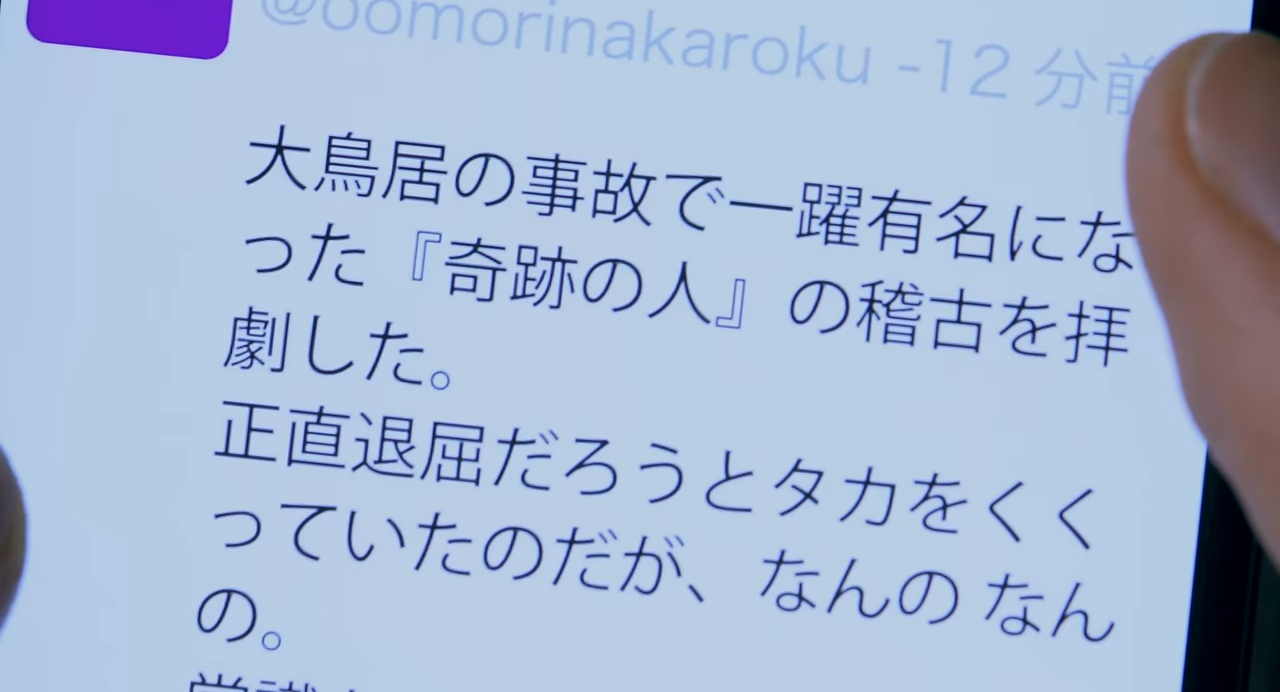 @oomorinakaroku -12 分前
大鳥居の事故で一躍有名にな
った『奇跡の人』の稽古を拝
劇した。
正直退屈だろうとタカをくく
っていたのだが、なんの なん
の。